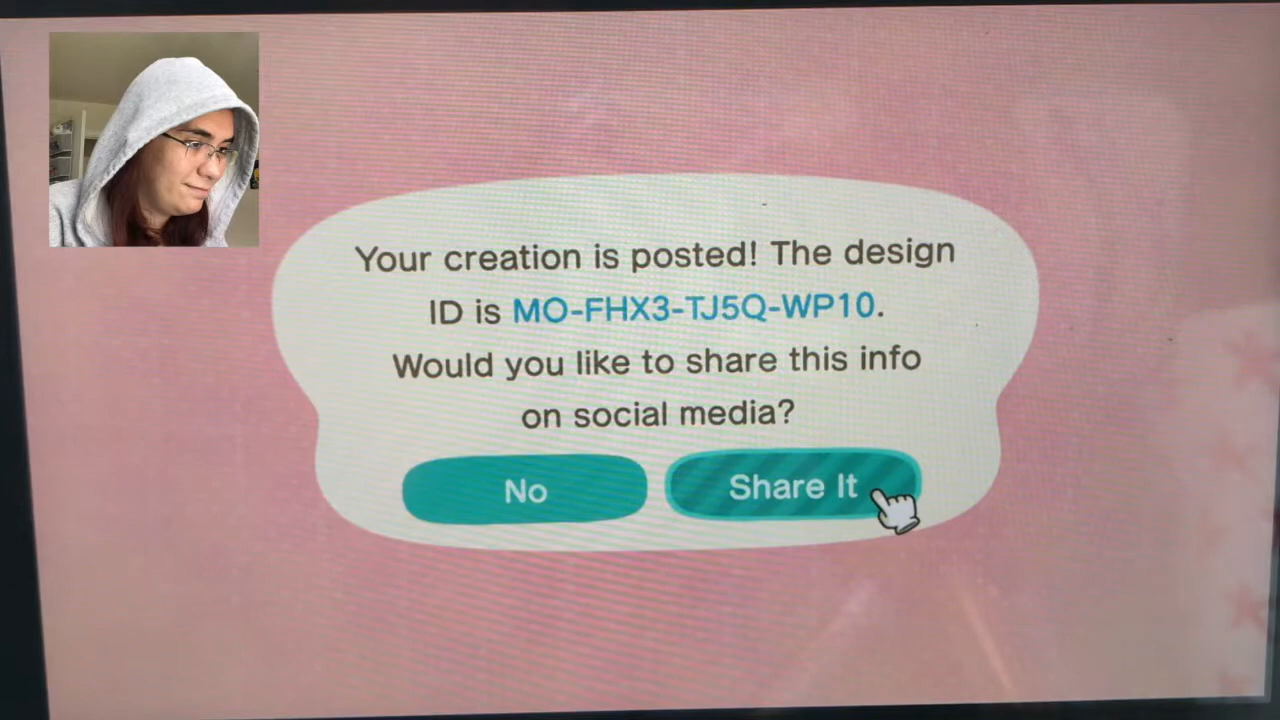 Your creation is posted! The design
ID is MO-FHX3-TJ5Q-WP10.
Would you like to share this info
on social media?
No
Share It